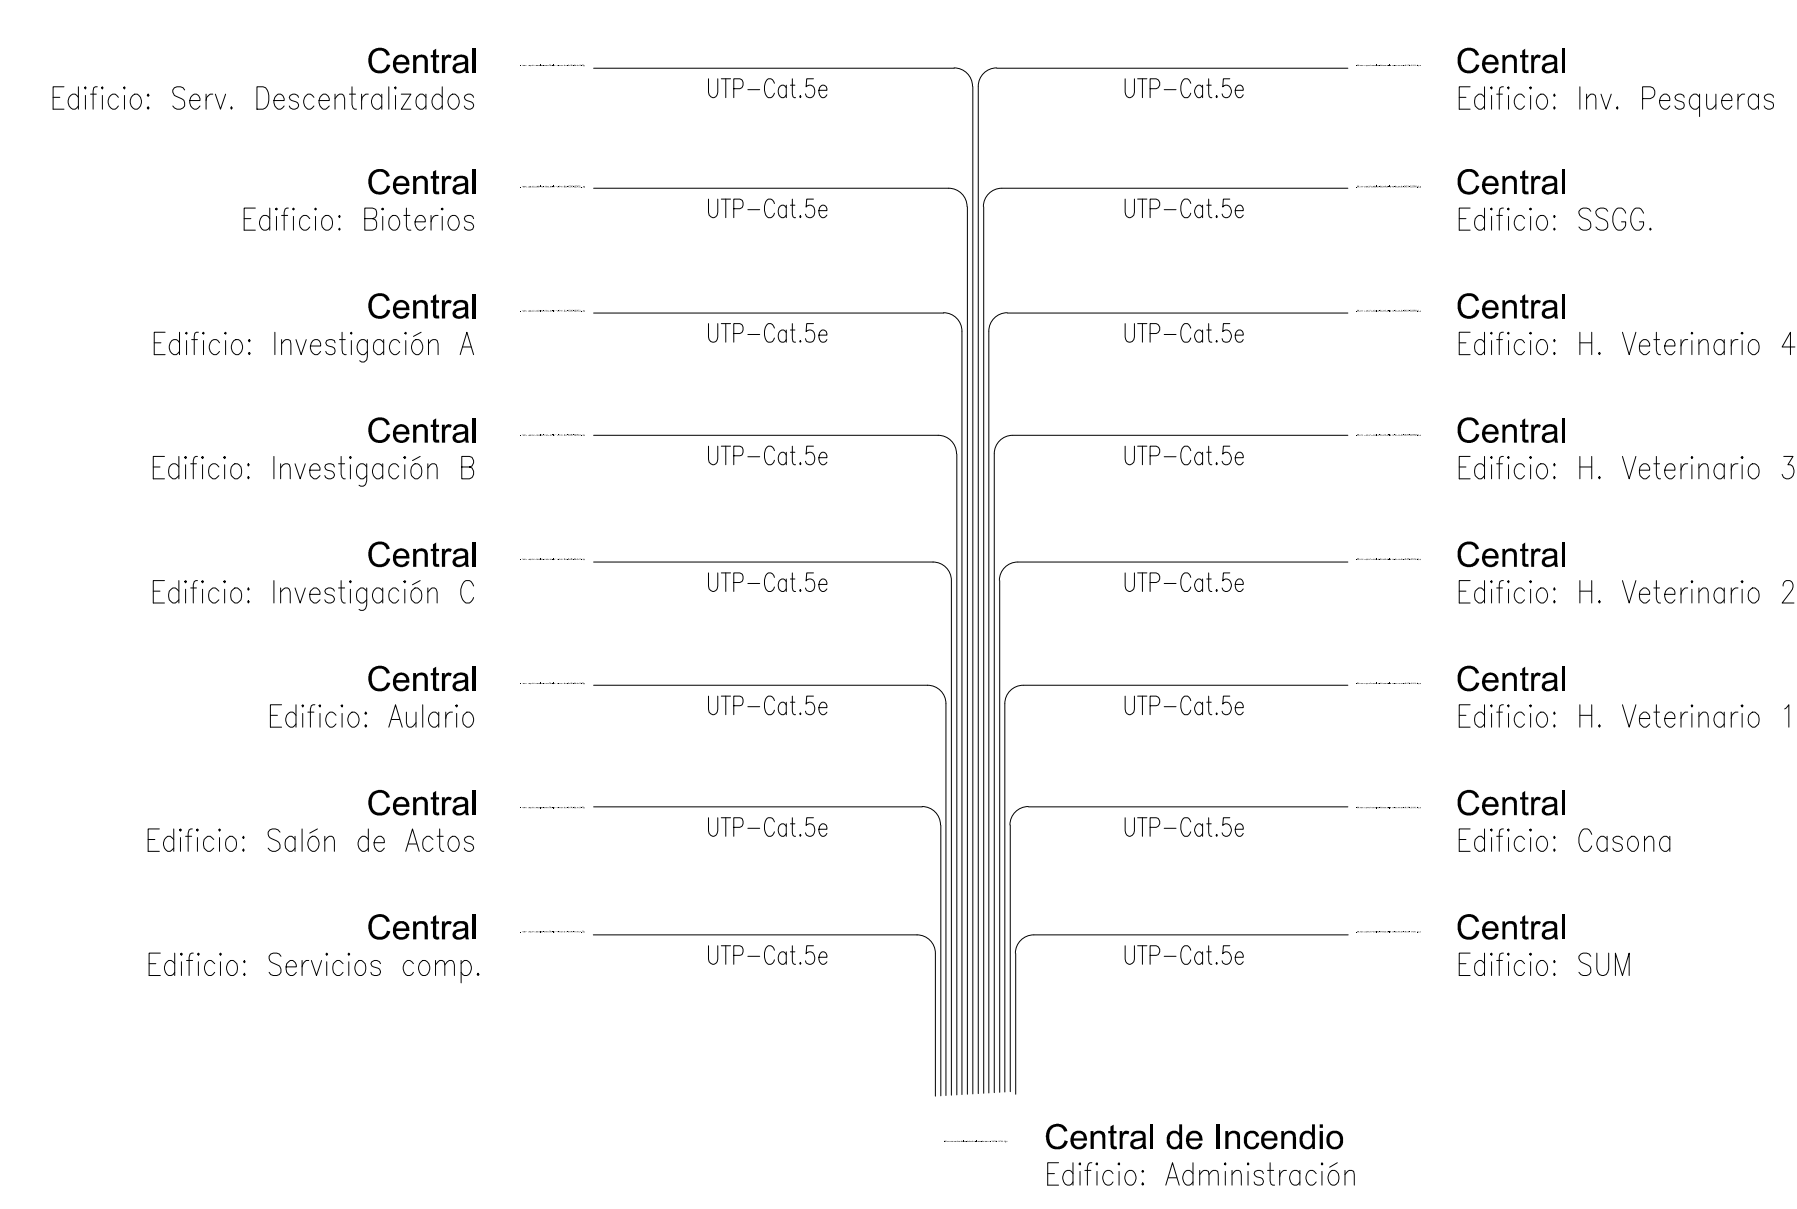 Central
Edificio: Serv. Descentralizados
UTP-Cat.5e
UTP-Cat.5e
Central
Edificio: Inv. Pesqueras
Central
Edificio: Bioterios
UTP-Cat.5e
UTP-Cat.5e
Central
Edificio: SSGG.
Central
Edificio: Investigación A
UTP-Cat.5e
UTP-Cat.5e
Central
Edificio: H. Veterinario 4
Central
Edificio: Investigación B
UTP-Cat.5e
UTP-Cat.5e
Central
Edificio: H. Veterinario 3
Central
Edificio: Investigación C
UTP-Cat.5e
UTP-Cat.5e
Central
Edificio: H. Veterinario 2
Central
Edificio: Aulario
UTP-Cat.5e
UTP-Cat.5e
Central
Edificio: H. Veterinario 1
Central
Edificio: Salón de Actos
UTP-Cat.5e
UTP-Cat.5e
Central
Edificio: Casona
Central
Edificio: Servicios comp.
UTP-Cat.5e
UTP-Cat.5e
Central
Edificio: SUM
Central de Incendio
Edificio: Administración